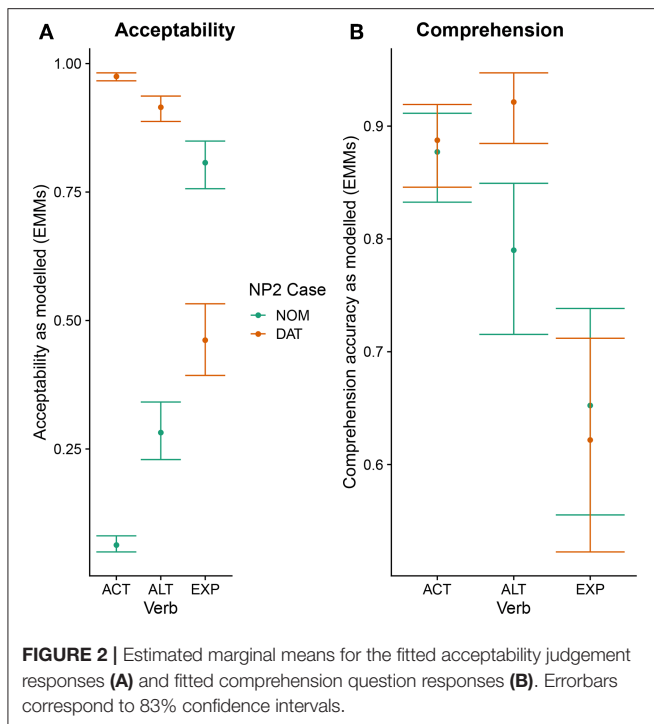 A
Acceptability
B
Comprehension
Acceptability as modelled (EMMs)
1.00
0.75
0.50
0.25
ACT ALT EXP
Verb
NP2 Case
NOM
DAT
Comprehension accuracy as modelled (EMMs)
0.9
0.8
0.7
0.6
ACT ALT EXP
Verb
FIGURE 2 | Estimated marginal means for the fitted acceptability judgement
responses (A) and fitted comprehension question responses (B). Errorbars
correspond to 83% confidence intervals.